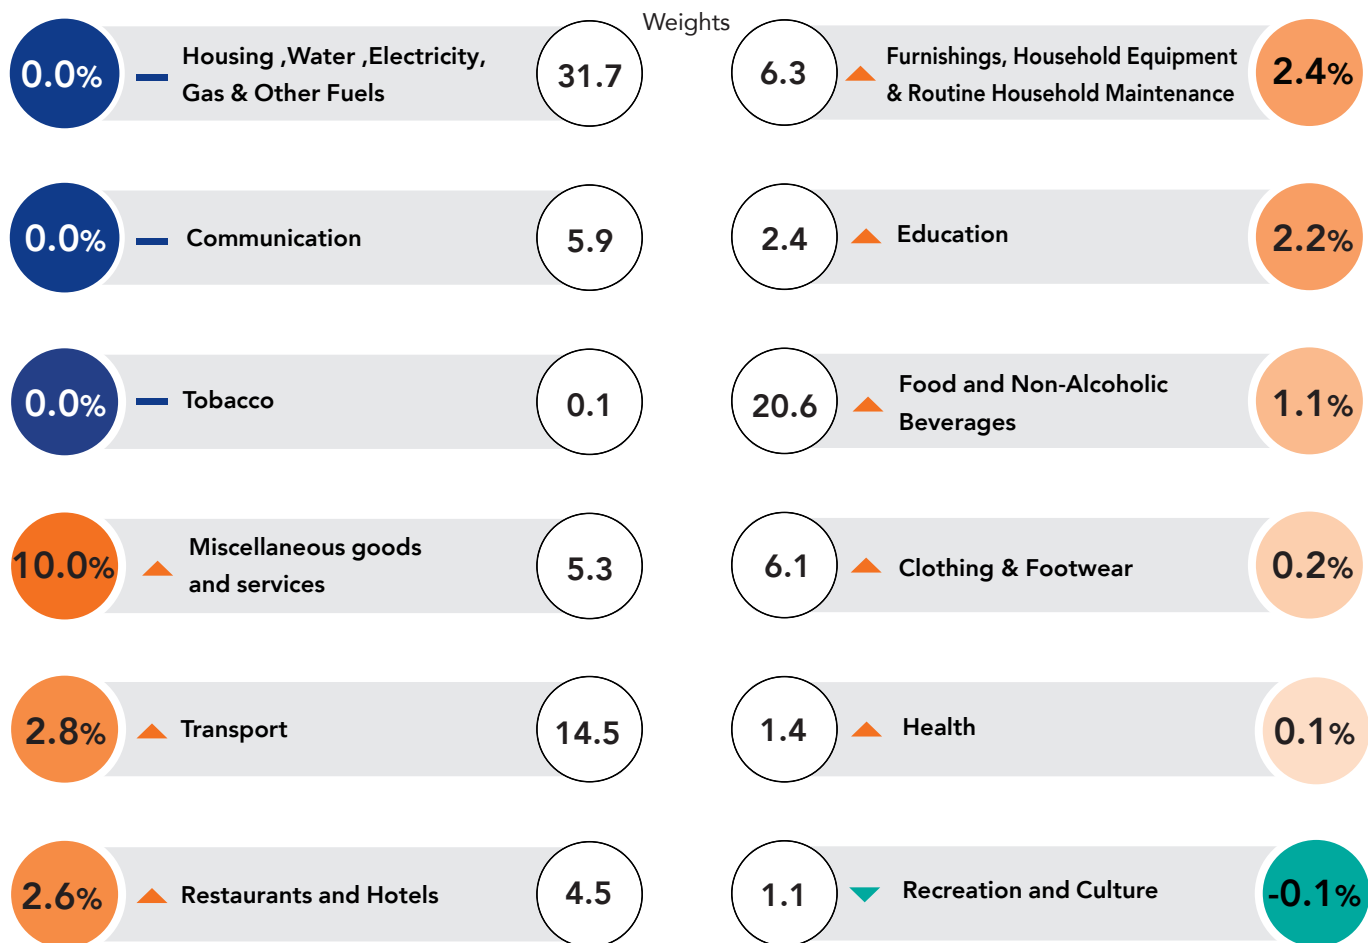 Weights
0.0%
Housing ,Water ,Electricity,
Gas & Other Fuels
31.7
0.0%
Communication
5.9
0.0%
Tobacco
0.1
10.0%
Miscellaneous goods
and services
5.3
2.8%
Transport
14.5
2.6%
Restaurants and Hotels
4.5
6.3
Furnishings, Household Equipment
& Routine Household Maintenance
2.4%
2.4
Education
2.2%
20.6
Food and Non-Alcoholic
Beverages
1.1%
6.1
Clothing & Footwear
0.2%
1.4
Health
0.1%
1.1
Recreation and Culture
-0.1%